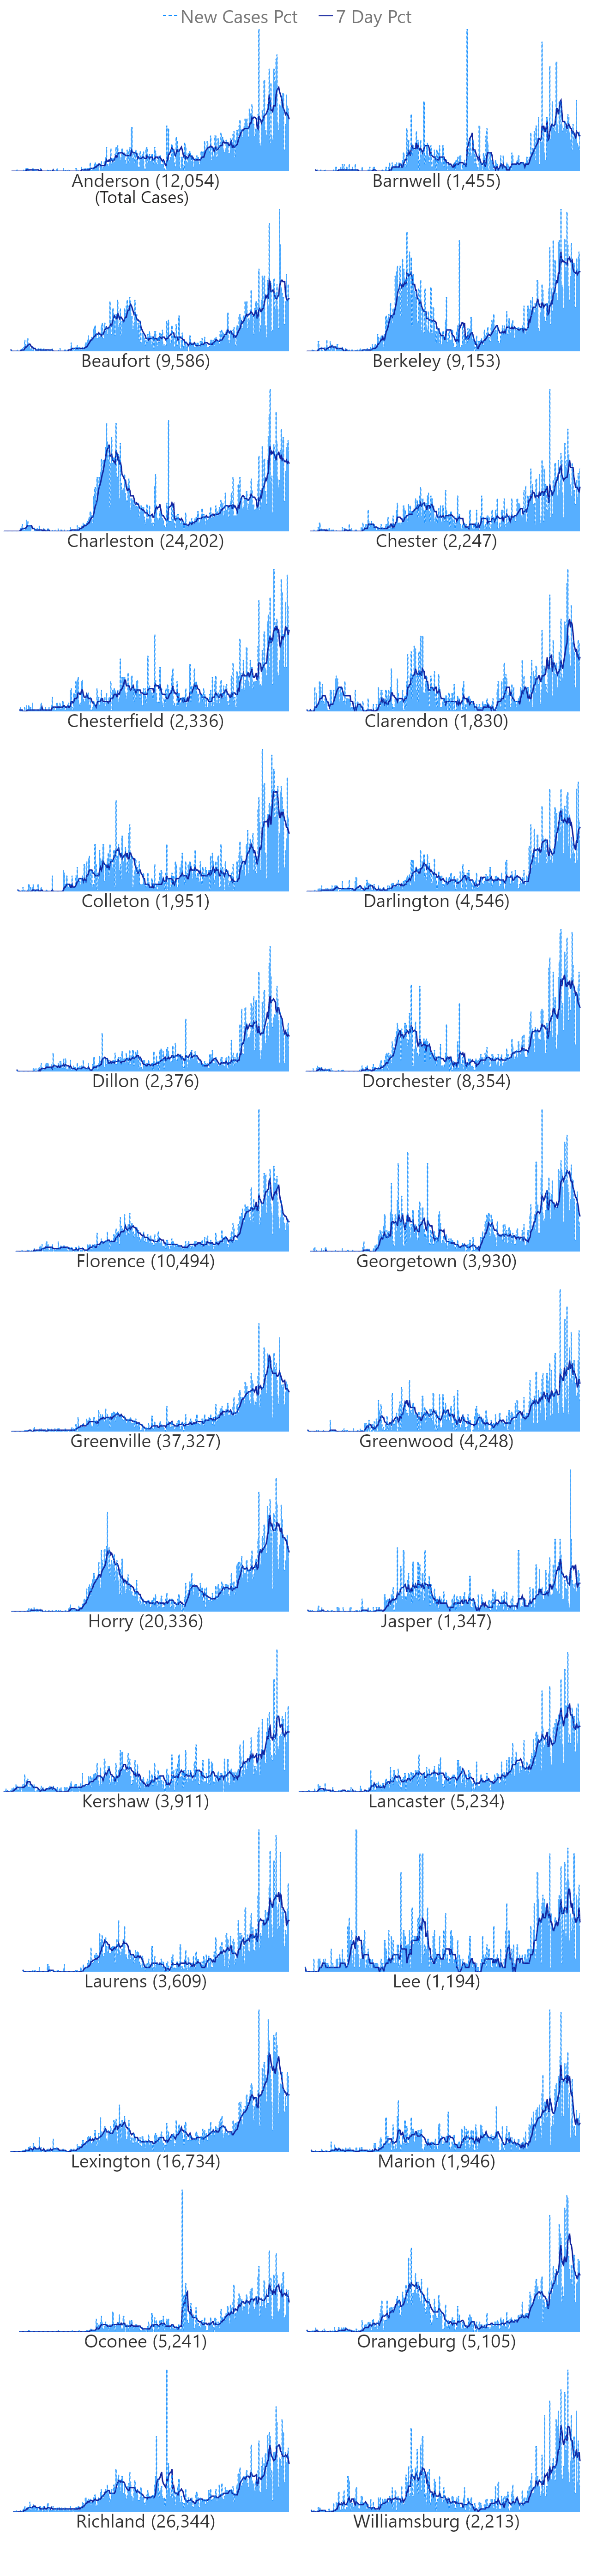 New Cases Pct 7 Day Pct
Anderson (12,054) Barnwell (1,455)
(Total Cases)
Beaufort (9,586) Berkeley (9,153)
Charleston (24,202) Chester (2,247)
Chesterfield (2,336) Clarendon (1,830)
Colleton (1,951) Darlington (4,546)
Dillon (2,376) Dorchester (8,354)
Florence (10,494) Georgetown (3,930)
Greenville (37,327) Greenwood (4,248)
Horry (20,336) Jasper (1,347)
Kershaw (3,911) Lancaster (5,234)
Laurens (3,609) Lee (1,194)
Lexington (16,734) Marion (1,946)
Oconee (5,241) Orangeburg (5,105)
Richland (26,344) Williamsburg (2,213)